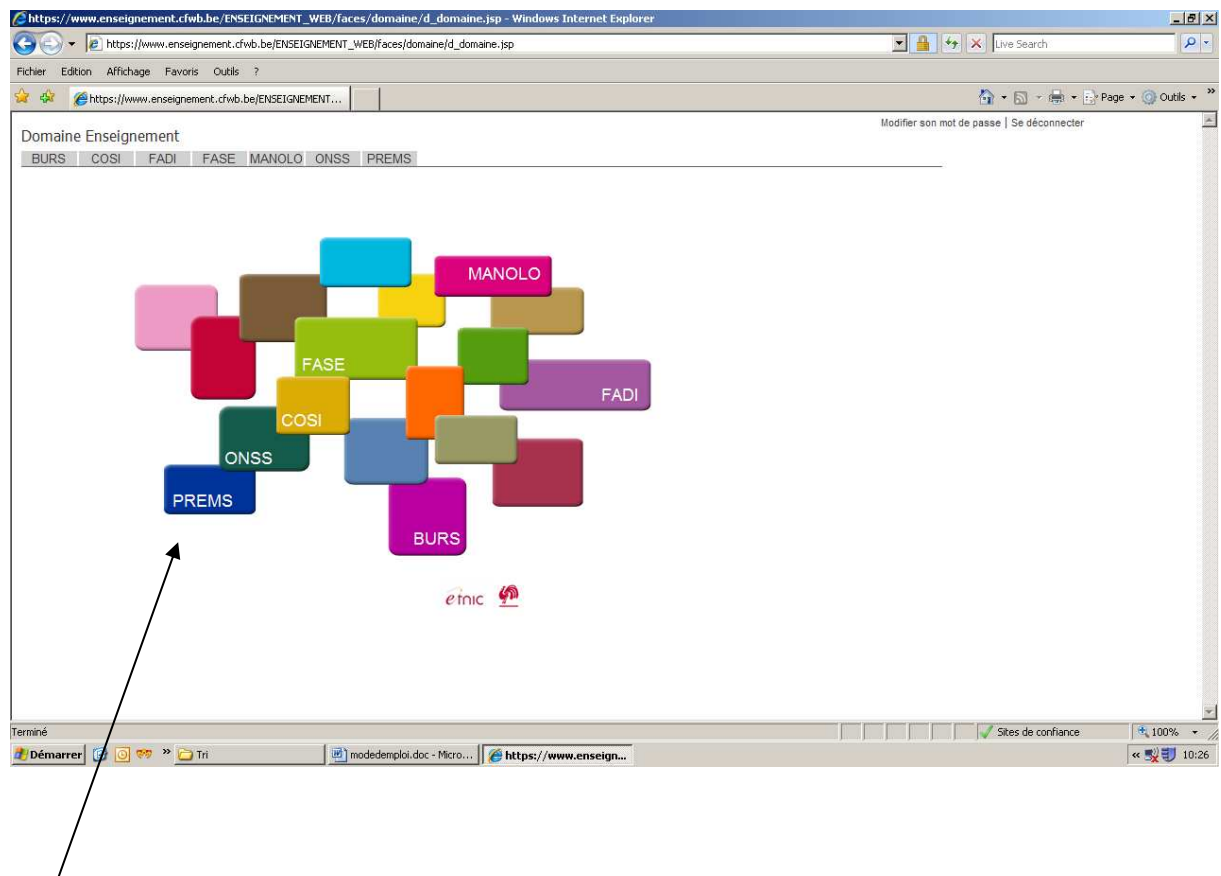 https://www.enseignement.cfwb.be/ENSEIGNEMENT_WEB/faces/domaine/d_domaine.jsp - Windows Internet Explorer
https://www.enseignement.cfwb.be/ENSEIGNEMENT_WEB/faces/domaine/d_domaine.jsp
Live Search
Fichier Edition Affichage Favoris Outils ?
https://www.enseignement.cfwb.be/ENSEIGNEMENT...
Page Outils
Modifier son mot de passe | Se déconnecter
Domaine Enseignement
BURS COSI FADI FASE MANOLO ONSS PREMS
MANOLO
FASE
FADI
COSI
ONSS
PREMS
BURS
etnic
Terminé
Sites de confiance
100%
Démarrer
Tri
modedemploi.doc - Micro...
https://www.enseign...
10:26